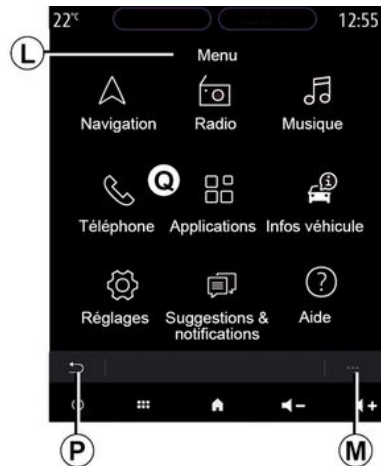 22°C 12:55
L
Menu
Navigation Radio Musique
Q
Téléphone Applications Infos véhicule
Réglages Suggestions & notifications Aide
P M